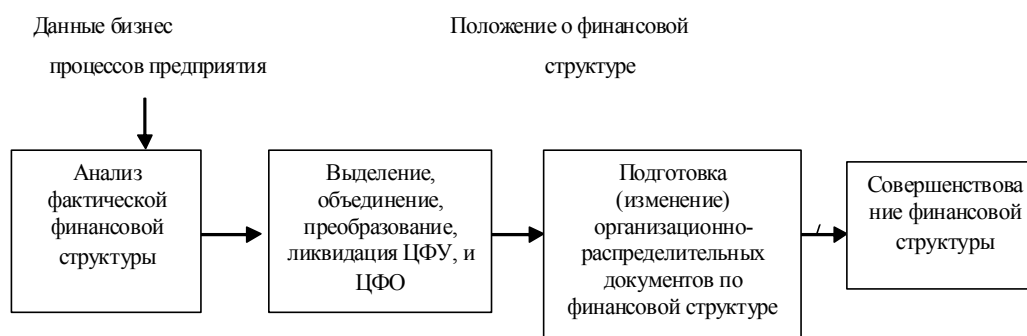 Данные бизнес
процессов предприятия
Положение о финансовой
структуре
Анализ
фактической
финансовой
структуры
Выделение,
объединение,
преобразование,
ликвидация ЦФУ, и
ЦФО
Подготовка
(изменение)
организационно-
распределительных
документов по
финансовой структуре
Совершенствова
ние финансовой
структуры